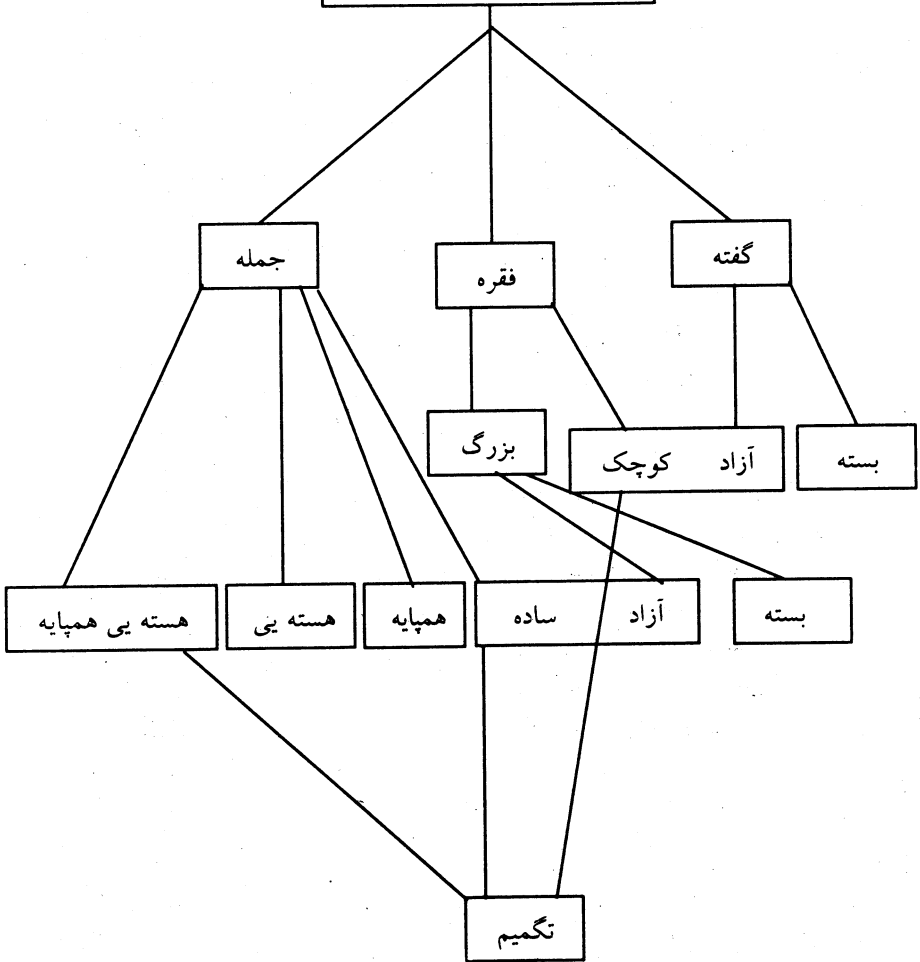 گفته
فقره
جمله
بسته
آزاد کوچک
بزرگ
بسته
آزاد ساده
همپایه
هسته یی
هسته یی همپایه
تگمیم